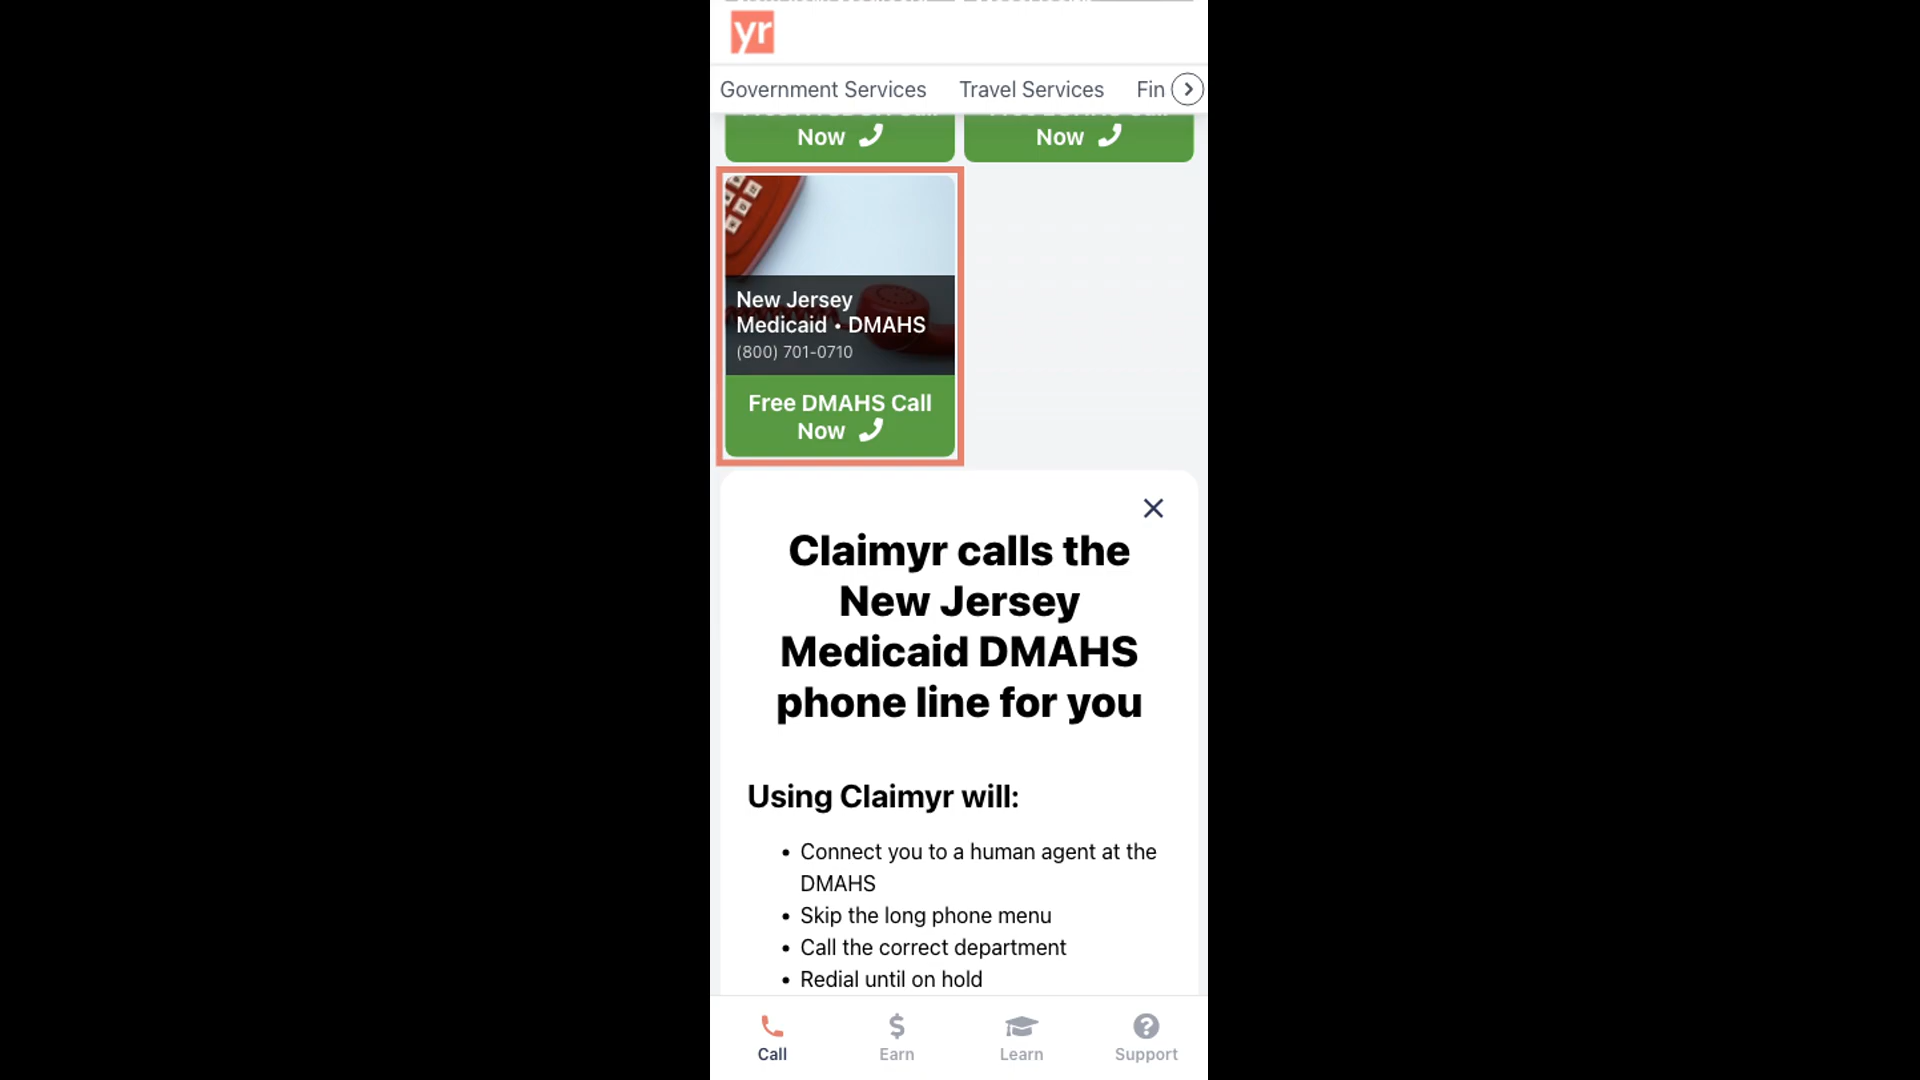 yr
Government Services Travel Services Fin
Now Now
New Jersey
Medicaid • DMAHS
(800) 701-0710
Free DMAHS Call
Now
Claimyr calls the
New Jersey
Medicaid DMAHS
phone line for you
Using Claimyr will:
• Connect you to a human agent at the
DMAHS
• Skip the long phone menu
• Call the correct department
• Redial until on hold
Call Earn Learn Support